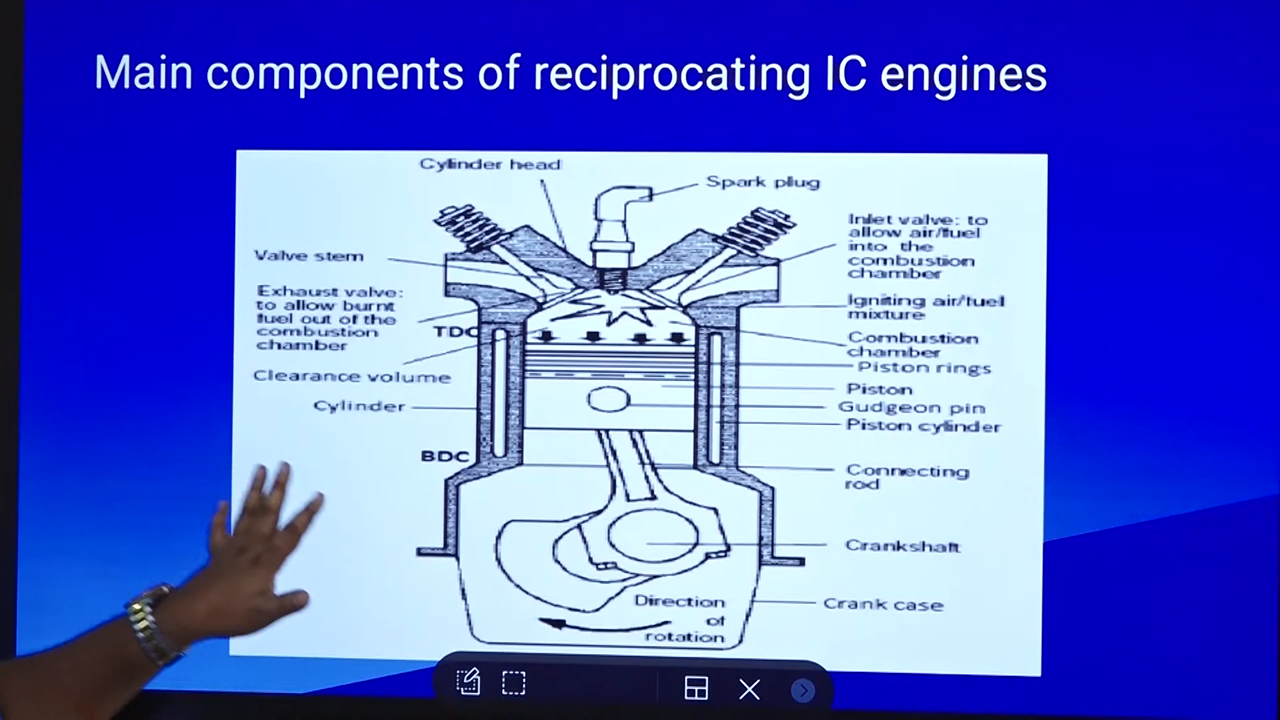 Main components of reciprocating IC engines
Cylinder head
Spark plug
Valve stem
Exhaust valve:
to allow burnt
fuel out of the
combustion
chamber
TDC
Clearance volume
Cylinder
BDC
Inlet valve: to
allow air/fuel
into the
combustion
chamber
Igniting air/fuel
mixture
Combustion
chamber
Piston rings
Piston
Gudgeon pin
Piston cylinder
Connecting
rod
Crankshaft
Crank case
Direction
of
rotation